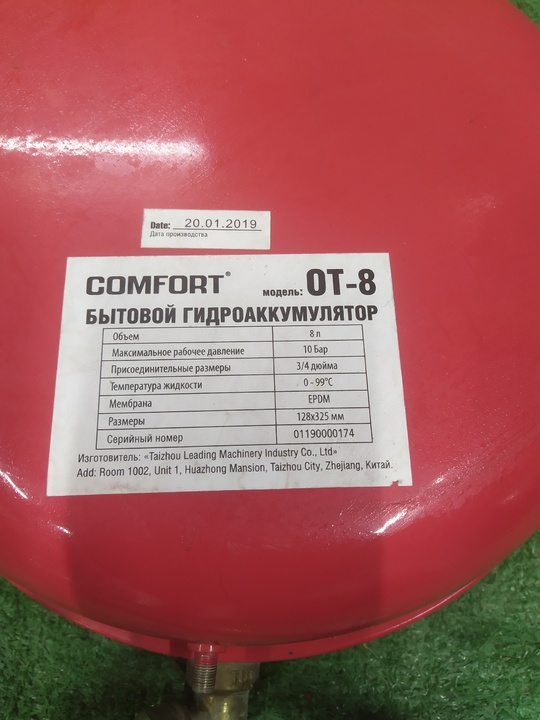 Date: 20.01.2019
Дата производства
COMFORT® модель: ОТ-8
БЫТОВОЙ ГИДРОАККУМУЛЯТОР
Объем 8 л
Максимальное рабочее давление 10 Бар
Присоединительные размеры 3/4 дюйма
Температура жидкости 0 - 99°С
Мембрана EPDM
Размеры 128х325 мм
Серийный номер 01190000174
Изготовитель: «Taizhou Leading Machinery Industry Co., Ltd»
Add: Room 1002, Unit 1, Huazhong Mansion, Taizhou City, Zhejiang, Китай.